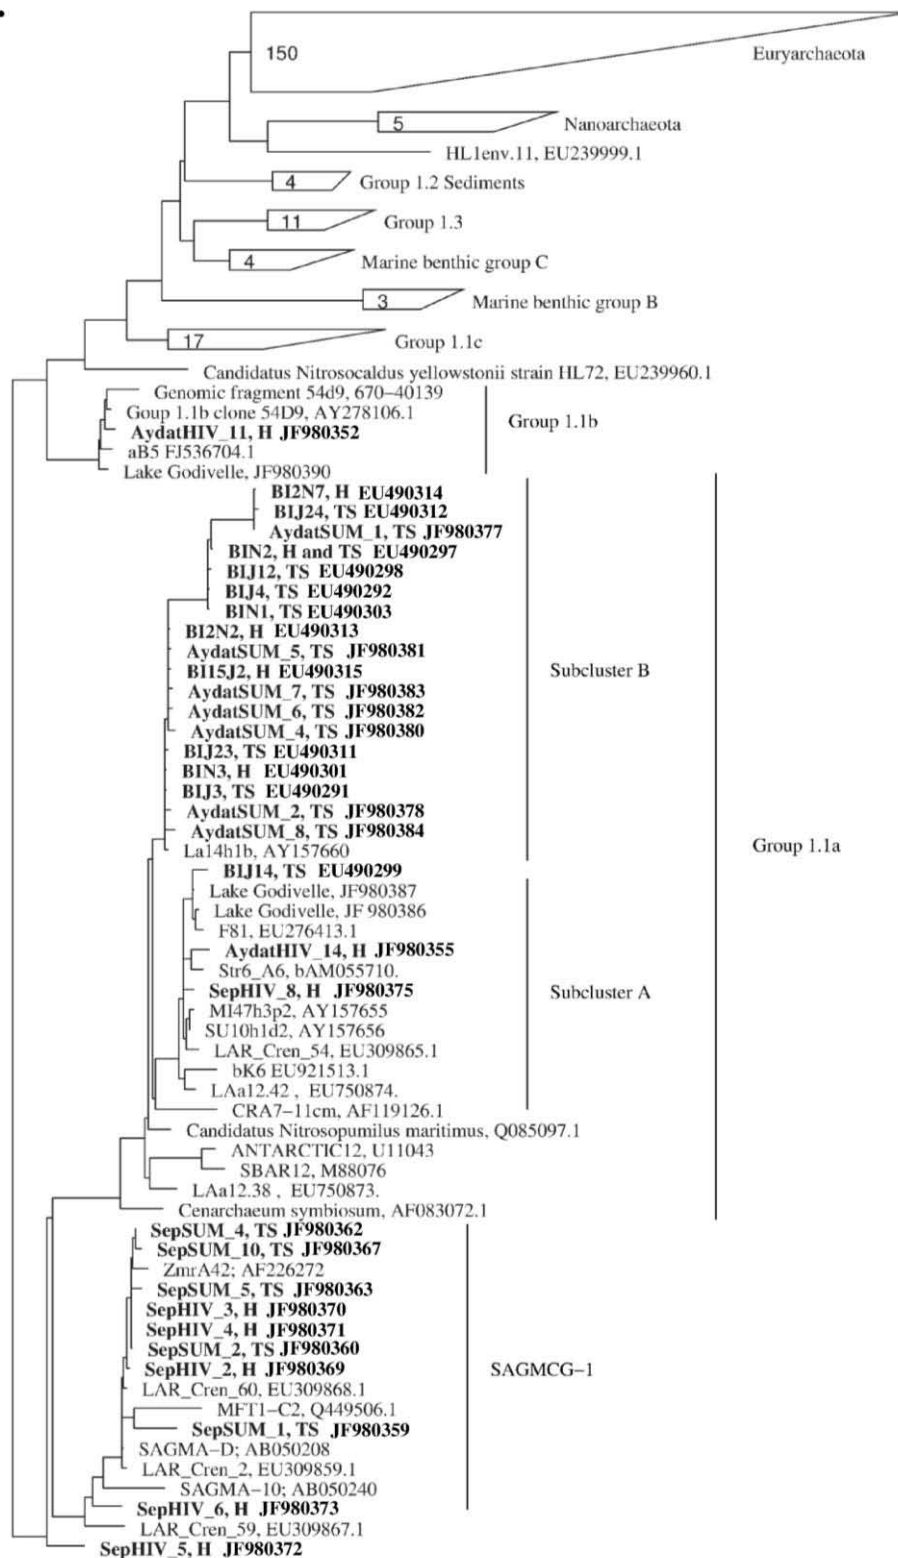 150
Euryarchaeota
5
Nanoarchaeota
HL1env.11, EU239999.1
4
Group 1.2 Sediments
11
Group 1.3
4
Marine benthic group C
3
Marine benthic group B
17
Group 1.1c
Candidatus Nitrosocaldus yellowstonii strain HL72, EU239960.1
Genomic fragment 54d9, 670-40139
Goup 1.1b clone 54D9, AY278106.1
Group 1.1b
AydatHIV_11, H JF980352
aB5 FJ536704.1
Lake Godivelle, JF980390
BI2N7, H EU490314
BIJ24, TS EU490312
AydatSUM_1, TS JF980377
BIN2, H and TS EU490297
BIJ12, TS EU490298
BIJ4, TS EU490292
BIN1, TS EU490303
BI2N2, H EU490313
AydatSUM_5, TS JF980381
BI15J2, H EU490315
Subcluster B
AydatSUM_7, TS JF980383
AydatSUM_6, TS JF980382
AydatSUM_4, TS JF980380
BIJ23, TS EU490311
BIN3, H EU490301
BIJ3, TS EU490291
AydatSUM_2, TS JF980378
AydatSUM_8, TS JF980384
Group 1.1a
La14h1b, AY157660
BIJ14, TS EU490299
Lake Godivelle, JF980387
Lake Godivelle, JF980386
F81, EU276413.1
AydatHIV_14, H JF980355
Str6_A6, bAM055710.
SepHIV_8, H JF980375
Subcluster A
MI47h3p2, AY157655
SU10h1d2, AY157656
LAR_Cren_54, EU309865.1
bK6 EU921513.1
LAa12.42 , EU750874.
CRA7-11cm, AF119126.1
Candidatus Nitrosopumilus maritimus, Q085097.1
ANTARCTIC12, U11043
SBAR12, M88076
LAa12.38 , EU750873.
Cenarchaeum symbiosum, AF083072.1
SepSUM_4, TS JF980362
SepSUM_10, TS JF980367
ZmrA42; AF226272
SepSUM_5, TS JF980363
SepHIV_3, H JF980370
SepHIV_4, H JF980371
SepSUM_2, TS JF980360
SepHIV_2, H JF980369
SAGMCG-1
LAR_Cren_60, EU309868.1
MFT1-C2, Q449506.1
SepSUM_1, TS JF980359
SAGMA-D; AB050208
LAR_Cren_2, EU309859.1
SAGMA-10; AB050240
SepHIV_6, H JF980373
LAR_Cren_59, EU309867.1
SepHIV_5, H JF980372